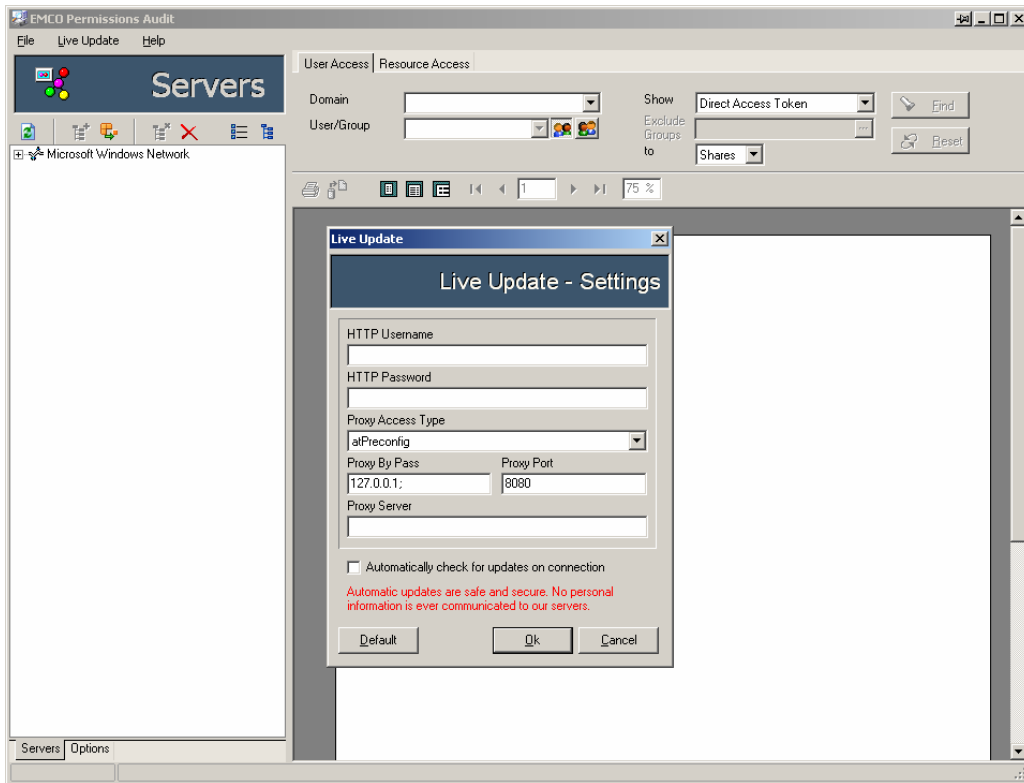 EMCO Permissions Audit
File Live Update Help
Servers
User Access Resource Access
Domain
Show Direct Access Token
Find
User/Group
Exclude Groups
...
Reset
to Shares
Microsoft Windows Network
1
75 %
Live Update
Live Update - Settings
HTTP Username
HTTP Password
Proxy Access Type
atPreconfig
Proxy By Pass Proxy Port
127.0.0.1; 8080
Proxy Server
Automatically check for updates on connection
Automatic updates are safe and secure. No personal
information is ever communicated to our servers.
Default Ok Cancel
Servers Options